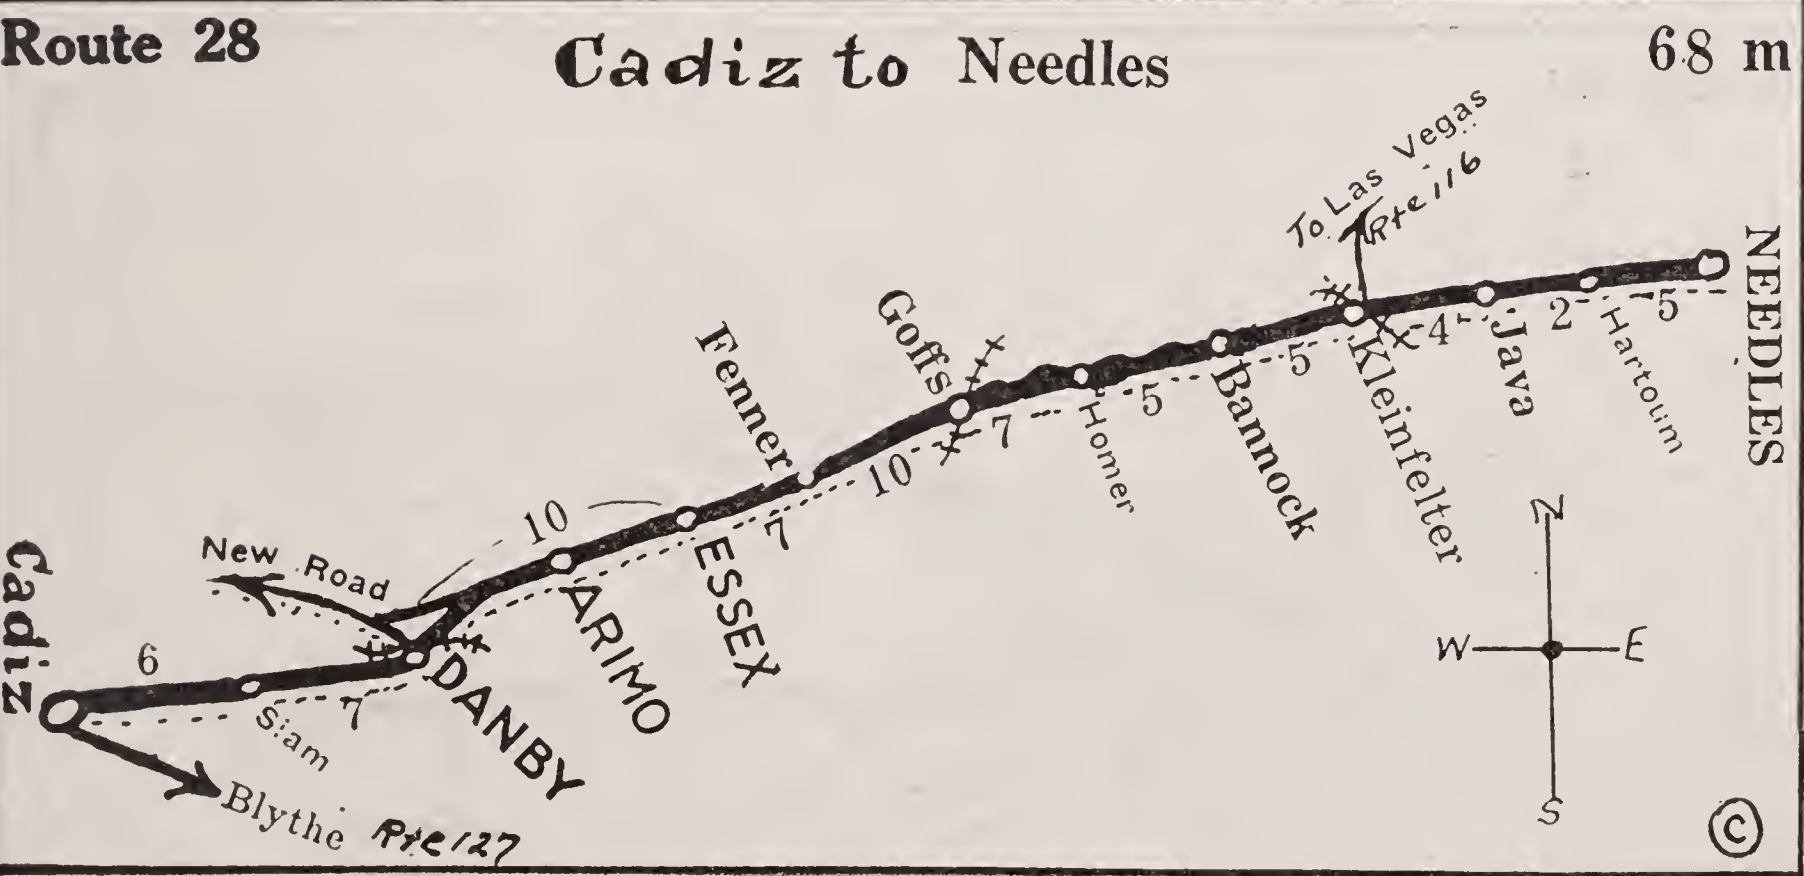 Route 28
Cadiz to Needles
68 m
To Las Vegas
Rte 116
NEEDLES
Goffs
Fenner
5
2
4
Hartoum
Java
Kleinfelter
5
5
Bannock
7
Homer
10
7
10
ESSEX
ARIMO
New Road
Cadiz
6
7
DANBY
Siam
Blythe Rte 127
N
W
E
S
©